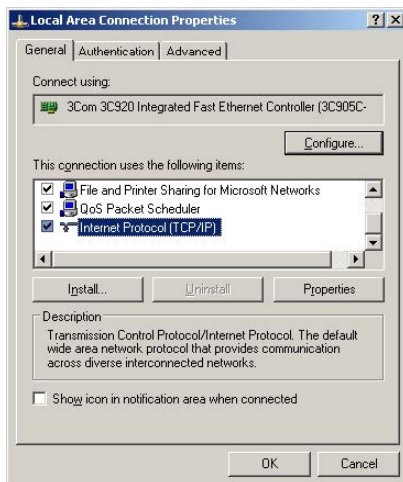 Local Area Connection Properties
General Authentication Advanced
Connect using:
3Com 3C920 Integrated Fast Ethernet Controller (3C905C-
Configure...
This connection uses the following items:
File and Printer Sharing for Microsoft Networks
QoS Packet Scheduler
Internet Protocol (TCP/IP)
Install... Uninstall Properties
Description
Transmission Control Protocol/Internet Protocol. The default
wide area network protocol that provides communication
across diverse interconnected networks.
Show icon in notification area when connected
OK Cancel